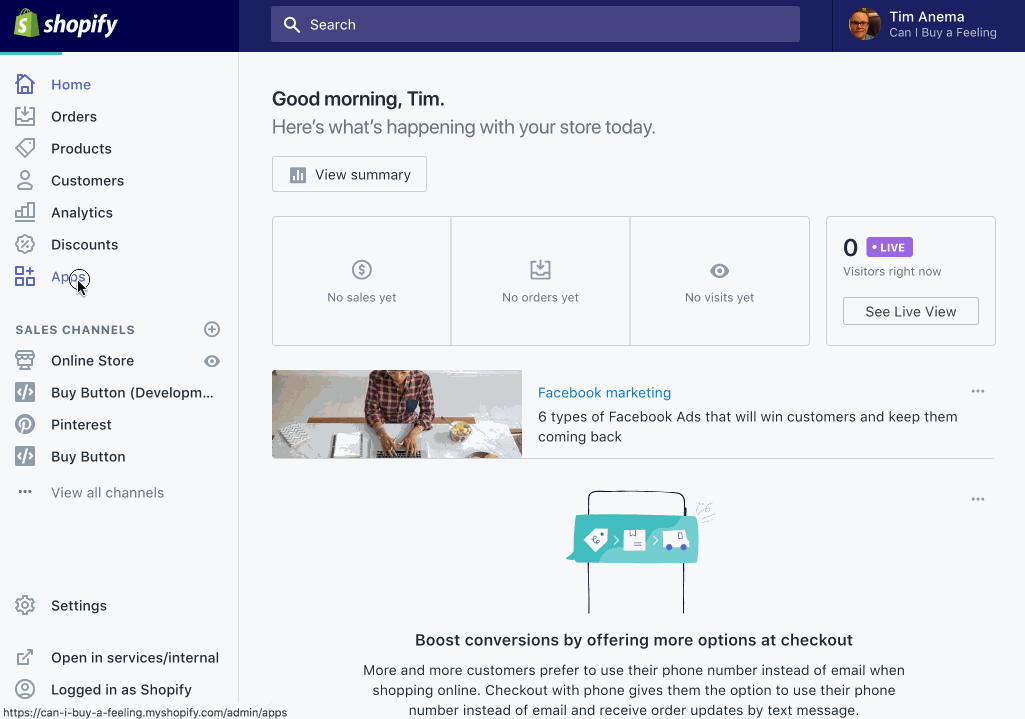 shopify
Search
Tim Anema
Can I Buy a Feeling
Home
Orders
Products
Customers
Analytics
Discounts
Apps
SALES CHANNELS
Online Store
Buy Button (Developm...
Pinterest
Buy Button
View all channels
Settings
Open in services/internal
Logged in as Shopify
https://can-i-buy-a-feeling.myshopify.com/admin/apps
Good morning, Tim.
Here's what's happening with your store today.
View summary
No sales yet
No orders yet
No visits yet
0 • LIVE
Visitors right now
See Live View
Facebook marketing
6 types of Facebook Ads that will win customers and keep them
coming back
Boost conversions by offering more options at checkout
More and more customers prefer to use their phone number instead of email when
shopping online. Checkout with phone gives them the option to use their phone
number instead of email and receive order updates by text message.